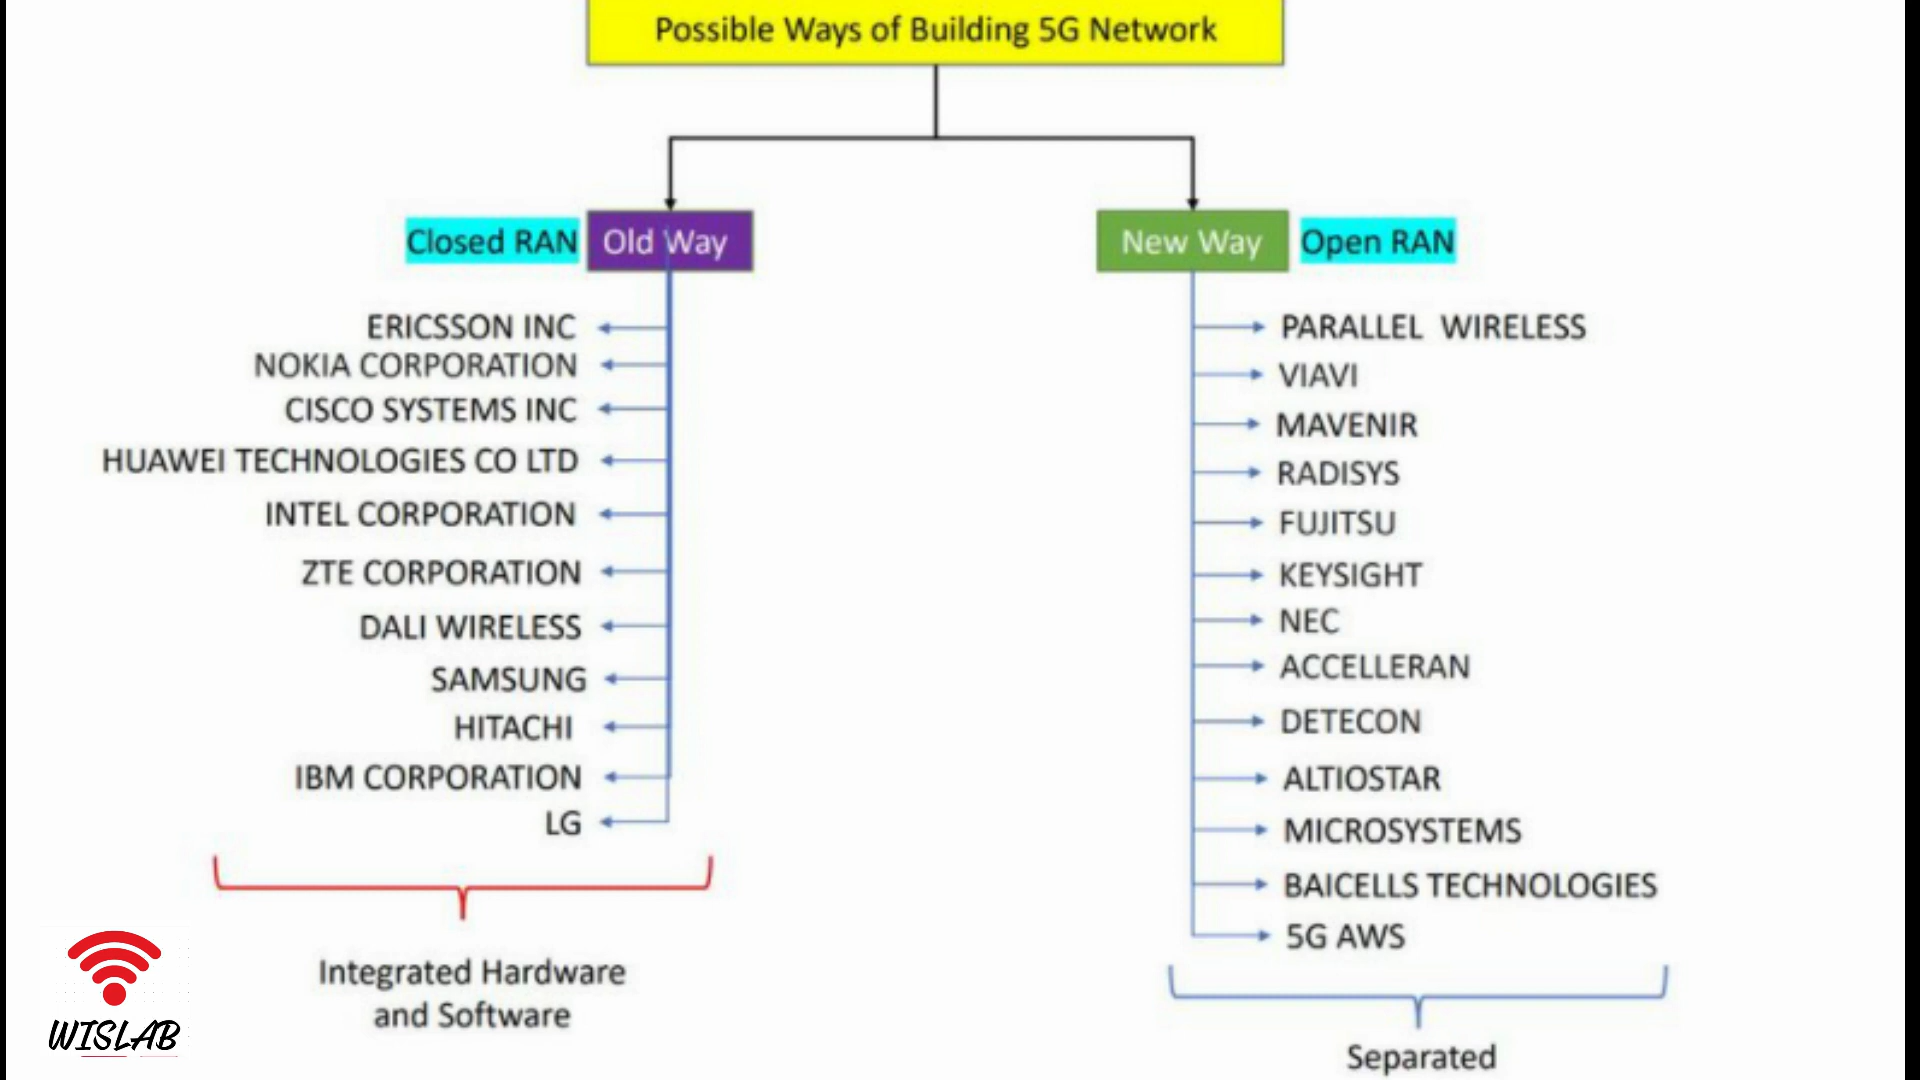 Possible Ways of Building 5G Network
Closed RAN
Old Way
New Way
Open RAN
ERICSSON INC
NOKIA CORPORATION
CISCO SYSTEMS INC
HUAWEI TECHNOLOGIES CO LTD
INTEL CORPORATION
ZTE CORPORATION
DALI WIRELESS
SAMSUNG
HITACHI
IBM CORPORATION
LG
Integrated Hardware
and Software
PARALLEL WIRELESS
VIAVI
MAVENIR
RADISYS
FUJITSU
KEYSIGHT
NEC
ACCELLERAN
DETECON
ALTIOSTAR
MICROSYSTEMS
BAICELLS TECHNOLOGIES
5G AWS
Separated
WISLAB